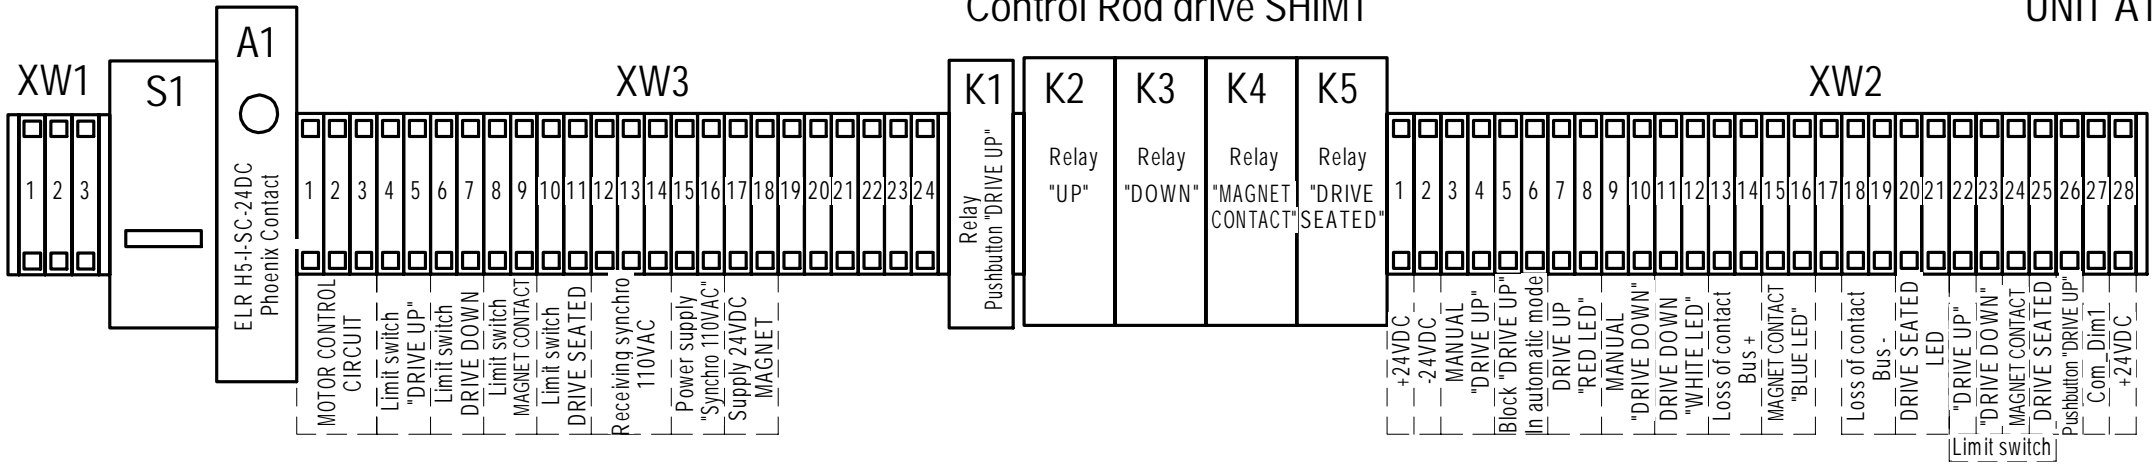 Control Rod drive SHIM1
UNIT A1
XW1
1 2 3
S1
A1
ELR H5-I-SC-24DC
Phoenix Contact
XW3
1 2 3 4 5 6 7 8 9 10 11 12 13 14 15 16 17 18 19 20 21 22 23 24
MOTOR CONTROL
CIRCUIT
Limit switch
"DRIVE UP"
Limit switch
DRIVE DOWN
Limit switch
MAGNET CONTACT
Limit switch
DRIVE SEATED
Receiving synchro
110VAC
Power supply
"Synchro 110VAC"
Supply 24VDC
MAGNET
K1
Relay
Pushbutton "DRIVE UP"
K2
Relay
"UP"
K3
Relay
"DOWN"
K4
Relay
"MAGNET
CONTACT"
K5
Relay
"DRIVE
SEATED"
XW2
1 2 3 4 5 6 7 8 9 10 11 12 13 14 15 16 17 18 19 20 21 22 23 24 25 26 27 28
+24VDC
-24VDC
MANUAL
"DRIVE UP"
Block "DRIVE UP"
In automatic mode
DRIVE UP
"RED LED"
MANUAL
"DRIVE DOWN"
DRIVE DOWN
"WHITE LED"
Loss of contact
Bus +
MAGNET CONTACT
"BLUE LED"
Loss of contact
Bus -
DRIVE SEATED
LED
"DRIVE UP"
"DRIVE DOWN"
MAGNET CONTACT
DRIVE SEATED
Pushbutton "DRIVE UP"
Com_Dim1
+24VDC
Limit switch